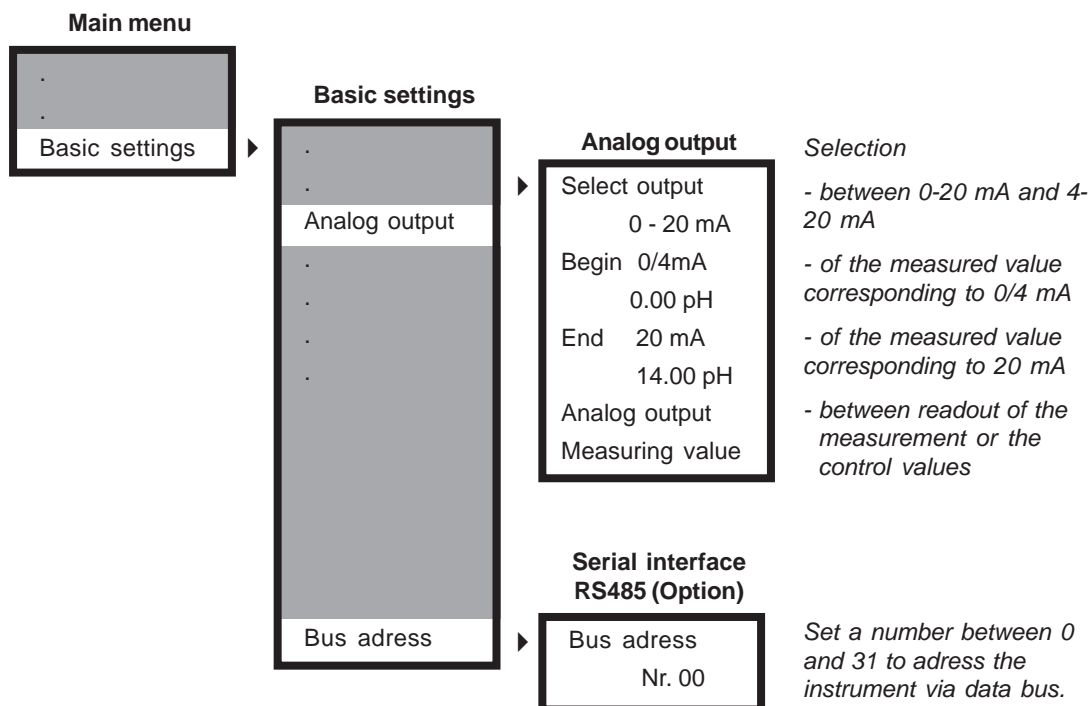 Main menu
.
.
Basic settings
Basic settings
.
.
Analog output
.
.
.
.
Bus adress
Analog output
Select output
0 - 20 mA
Begin 0/4mA
0.00 pH
End 20 mA
14.00 pH
Analog output
Measuring value
Selection
- between 0-20 mA and 4-
20 mA
- of the measured value
corresponding to 0/4 mA
- of the measured value
corresponding to 20 mA
- between readout of the
measurement or the
control values
Serial interface
RS485 (Option)
Bus adress
Nr. 00
Set a number between 0
and 31 to adress the
instrument via data bus.